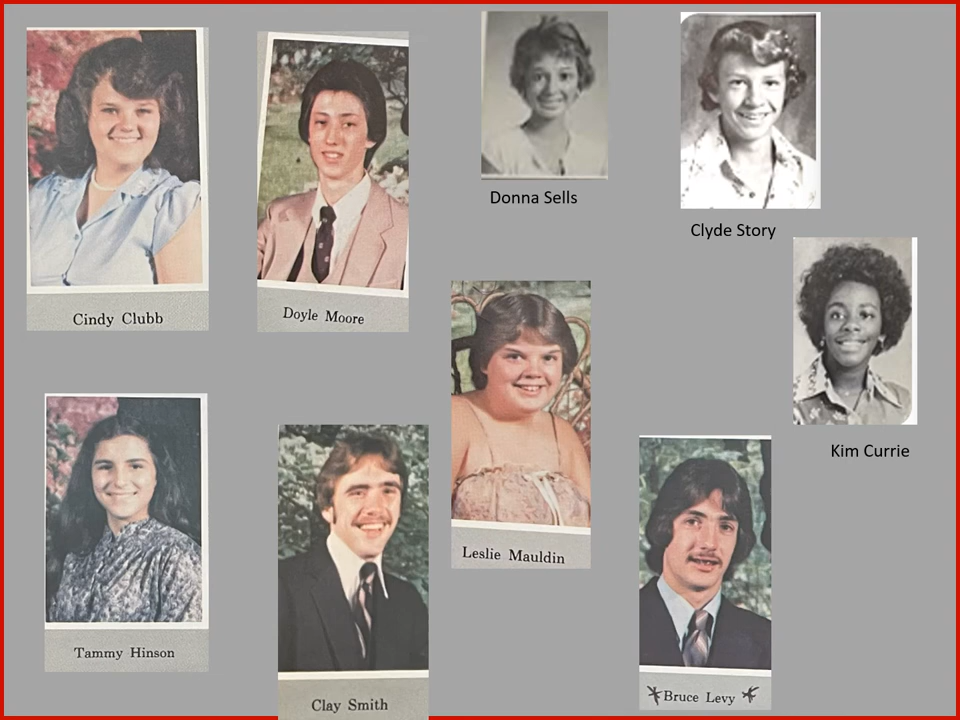 Donna Sells
Clyde Story
Cindy Clubb
Doyle Moore
Kim Currie
Leslie Mauldin
Tammy Hinson
Clay Smith
Bruce Levy